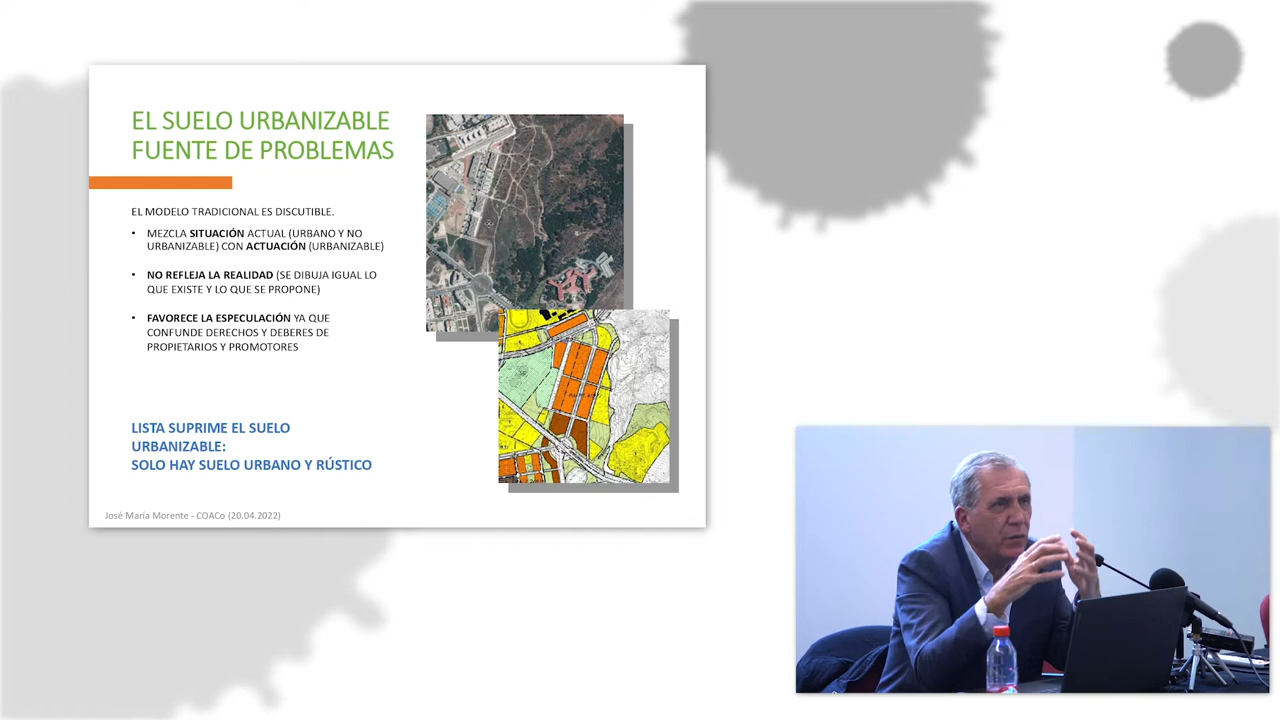 EL SUELO URBANIZABLE
FUENTE DE PROBLEMAS
EL MODELO TRADICIONAL ES DISCUTIBLE.
• MEZCLA SITUACIÓN ACTUAL (URBANO Y NO
URBANIZABLE) CON ACTUACIÓN (URBANIZABLE)
• NO REFLEJA LA REALIDAD (SE DIBUJA IGUAL LO
QUE EXISTE Y LO QUE SE PROPONE)
• FAVORECE LA ESPECULACIÓN YA QUE
CONFUNDE DERECHOS Y DEBERES DE
PROPIETARIOS Y PROMOTORES
LISTA SUPRIME EL SUELO
URBANIZABLE:
SOLO HAY SUELO URBANO Y RÚSTICO
José María Morente - COACo (20.04.2022)